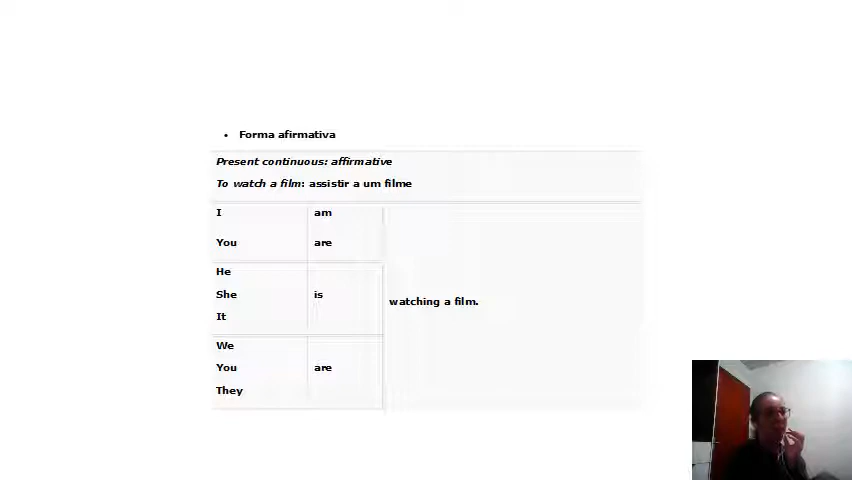 • Forma afirmativa
Present continuous: affirmative
To watch a film: assistir a um filme
I am
You are
He
She is
It
watching a film.
We
You are
They